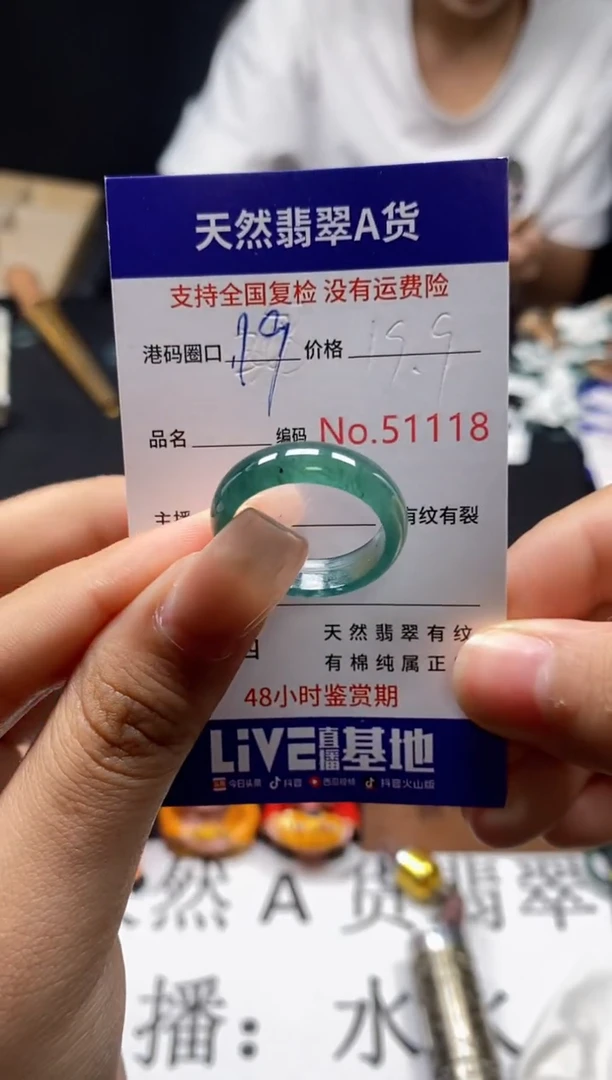 天然翡翠A货
支持全国复检 没有运费险
港码圈口 19 价格 19.9
品名 编码 No.51118
主播 有纹有裂
天然翡翠有纹
有棉纯属正
48小时鉴赏期
LiVE直播基地
今日头条 抖音 西瓜视频 抖音火山版
然 A 货翡翠
播：水